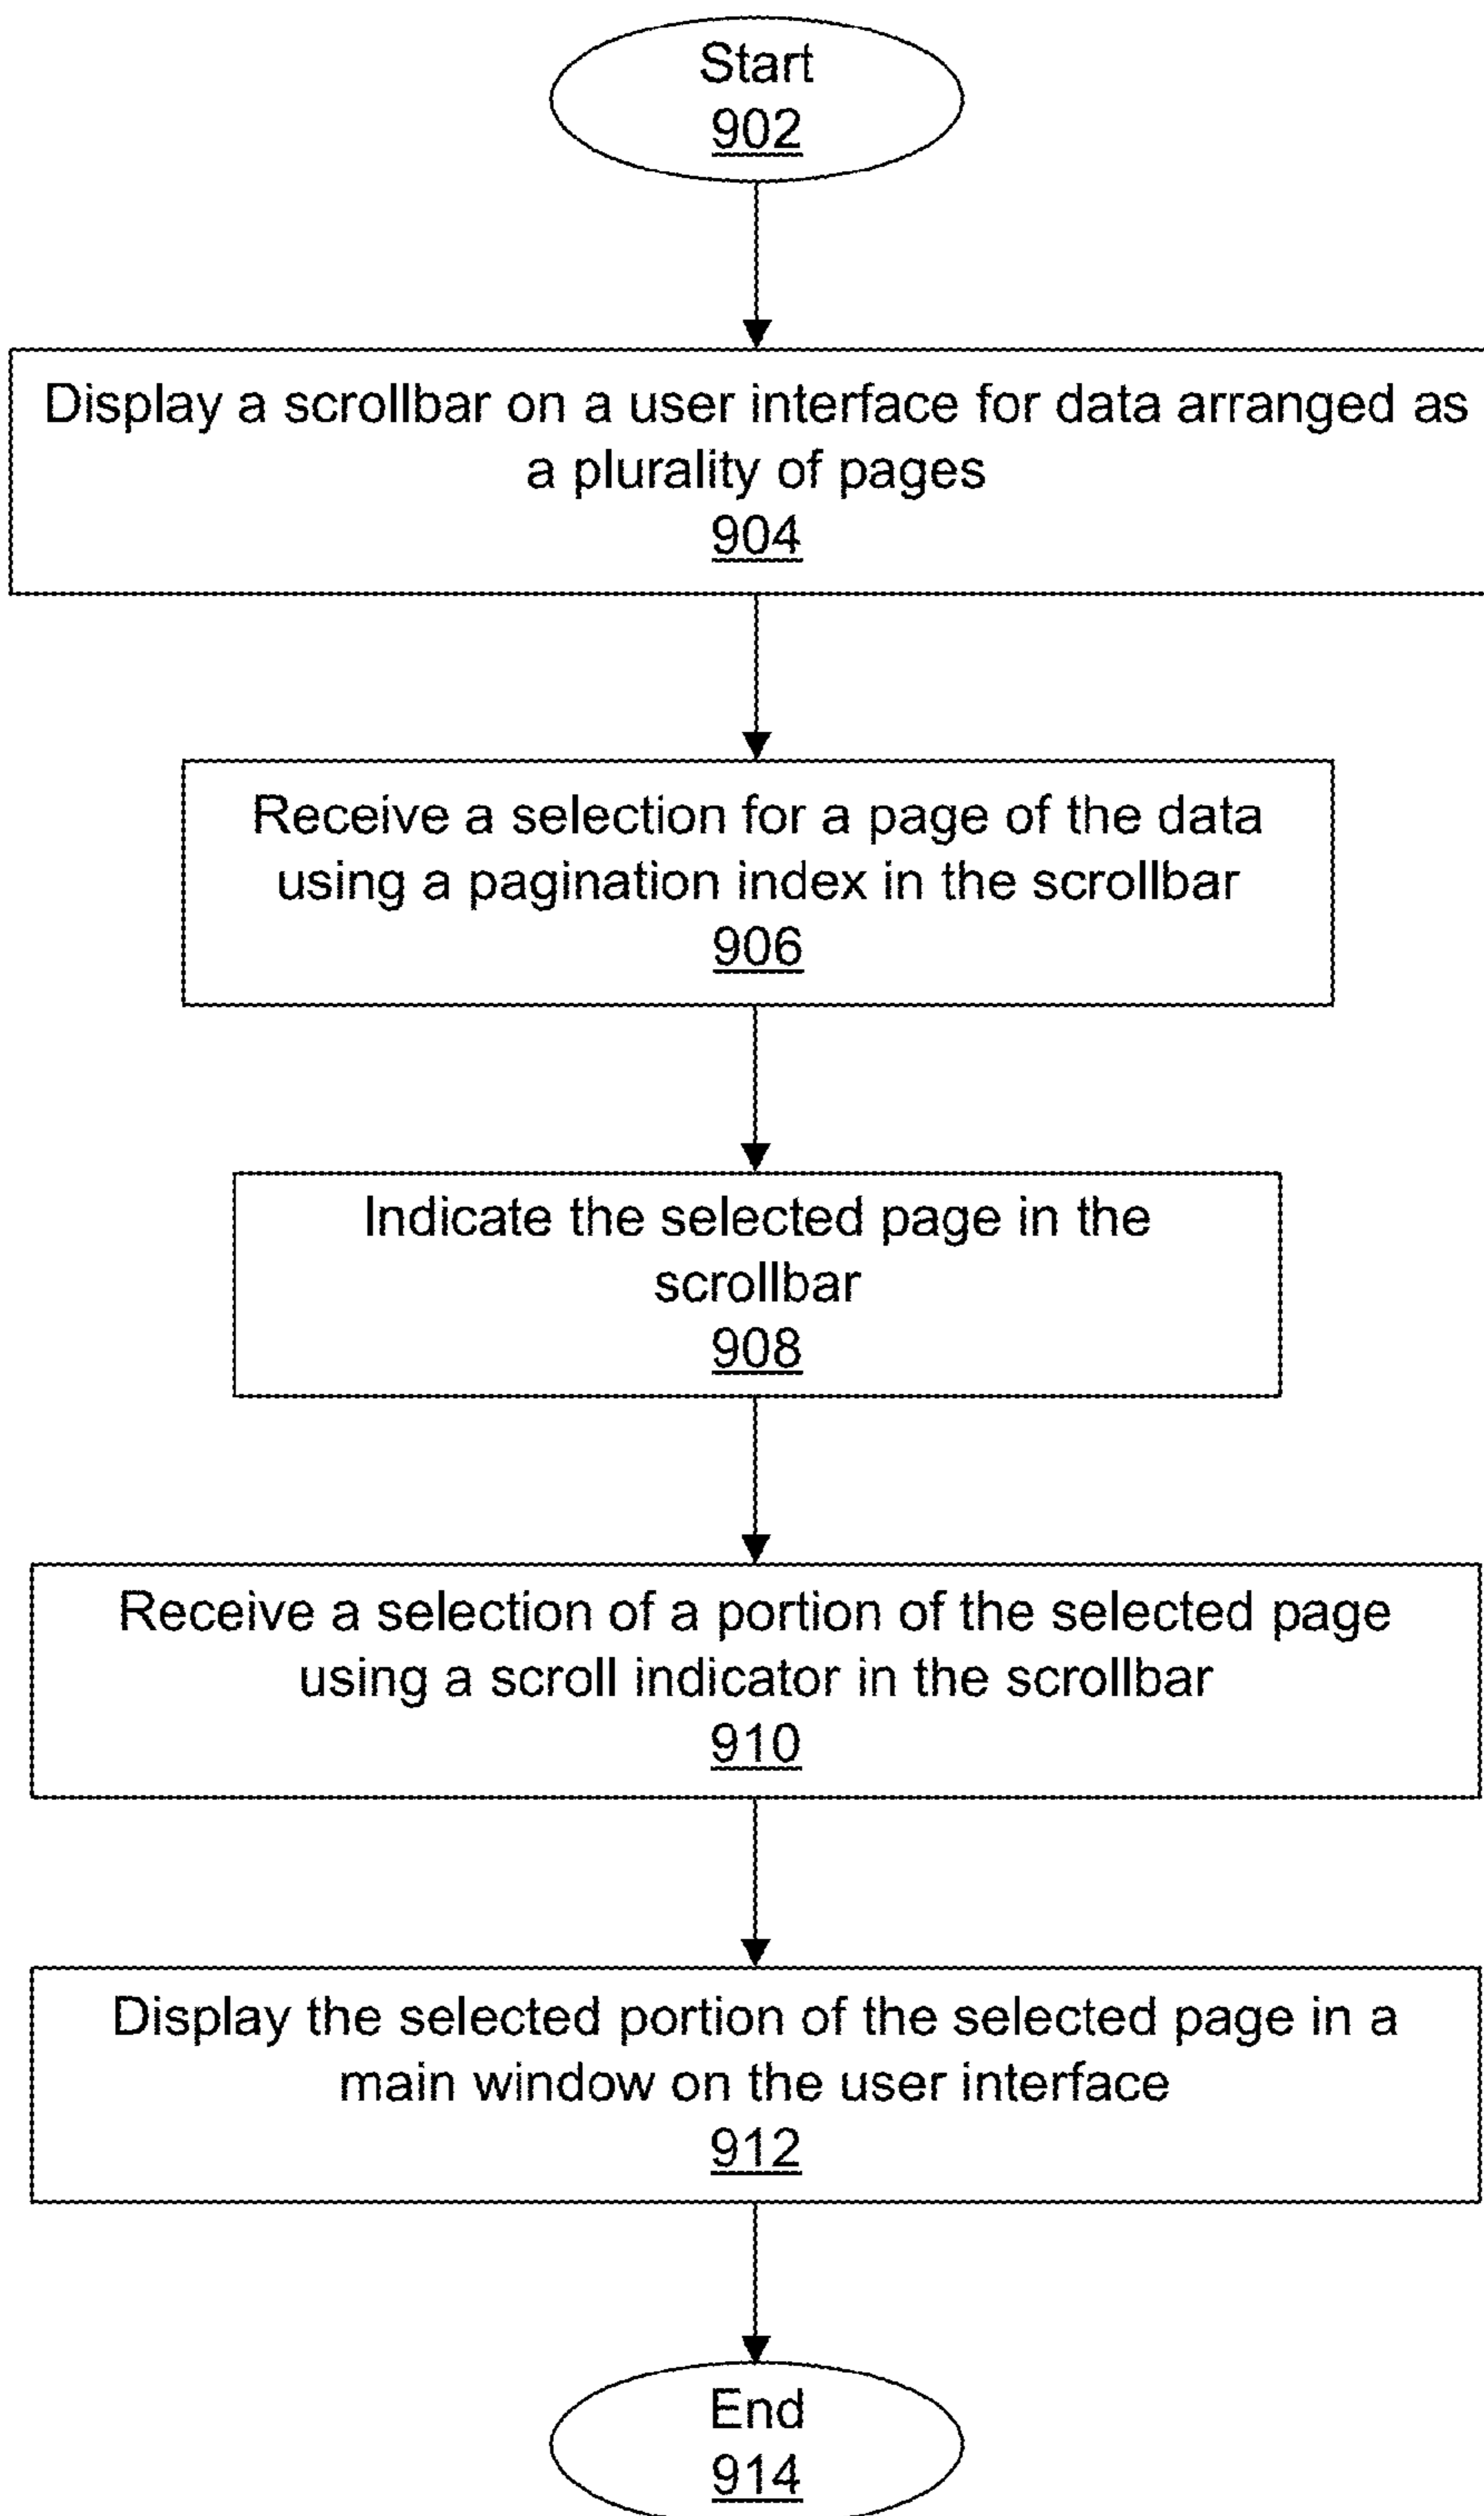 Start
902
Display a scrollbar on a user interface for data arranged as
a plurality of pages
904
Receive a selection for a page of the data
using a pagination index in the scrollbar
906
Indicate the selected page in the
scrollbar
908
Receive a selection of a portion of the selected page
using a scroll indicator in the scrollbar
910
Display the selected portion of the selected page in a
main window on the user interface
912
End
914